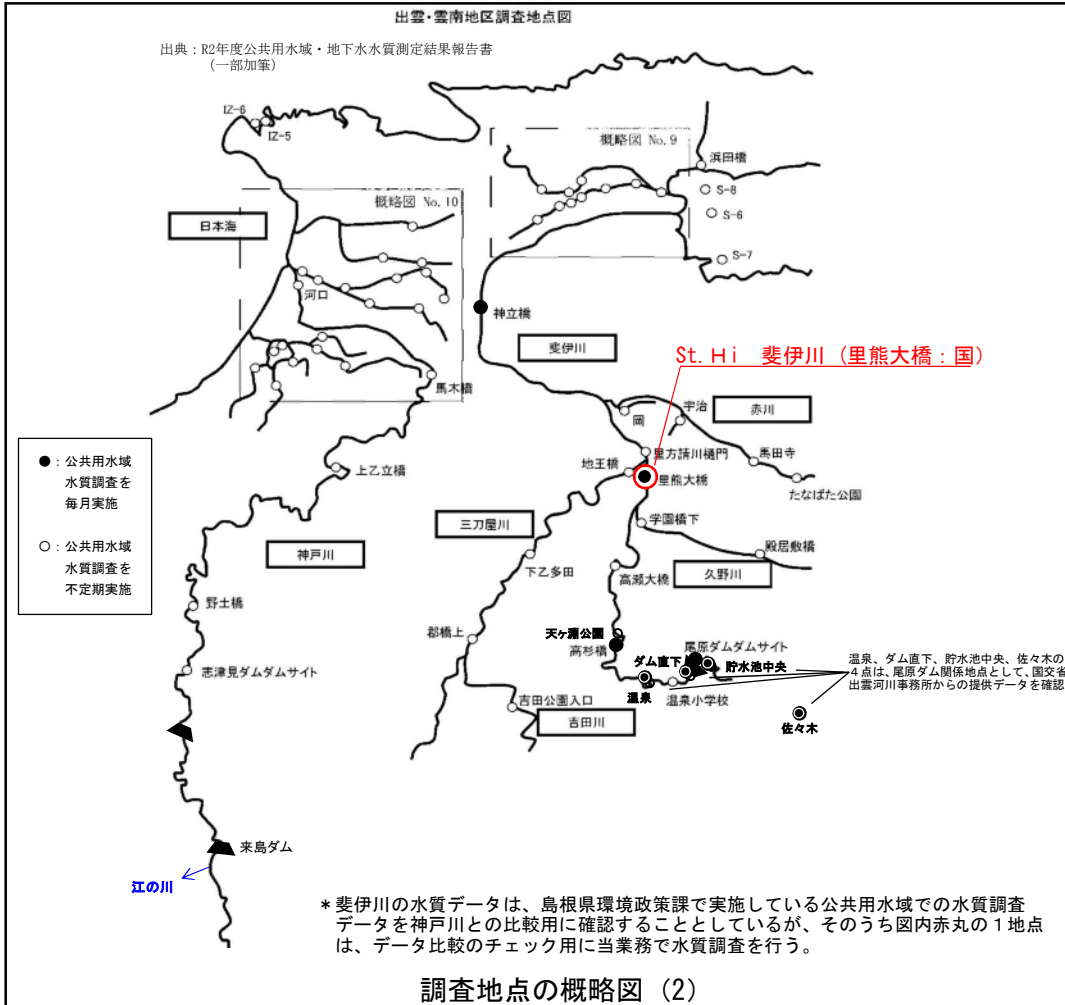 出雲・雲南地区調査地点図
出典：R2年度公共用水域・地下水水質測定結果報告書
(一部加筆)
IZ-6
IZ-5
概略図 No.9
浜田橋
S-8
S-6
S-7
概略図 No.10
日本海
河口
神立橋
斐伊川
St.Hi 斐伊川（里熊大橋：国）
馬木橋
岡
宇治
赤川
里方請川樋門
馬田寺
地王橋
里熊大橋
たなばた公園
●：公共用水域
水質調査を
毎月実施
○：公共用水域
水質調査を
不定期実施
上乙立橋
三刀屋川
学園橋下
殿居敷橋
神戸川
下乙多田
高瀬大橋
久野川
野土橋
郡橋上
天ヶ淵公園
高杉橋
尾原ダムダムサイト
ダム直下
貯水池中央
温泉、ダム直下、貯水池中央、佐々木の
4点は、尾原ダム関係地点として、国交省
出雲河川事務所からの提供データを確認
志津見ダムダムサイト
温泉
温泉小学校
吉田公園入口
吉田川
佐々木
来島ダム
江の川
＊斐伊川の水質データは、島根県環境政策課で実施している公共用水域での水質調査
データを神戸川との比較用に確認することとしているが、そのうち図内赤丸の１地点
は、データ比較のチェック用に当業務で水質調査を行う。
調査地点の概略図（2）